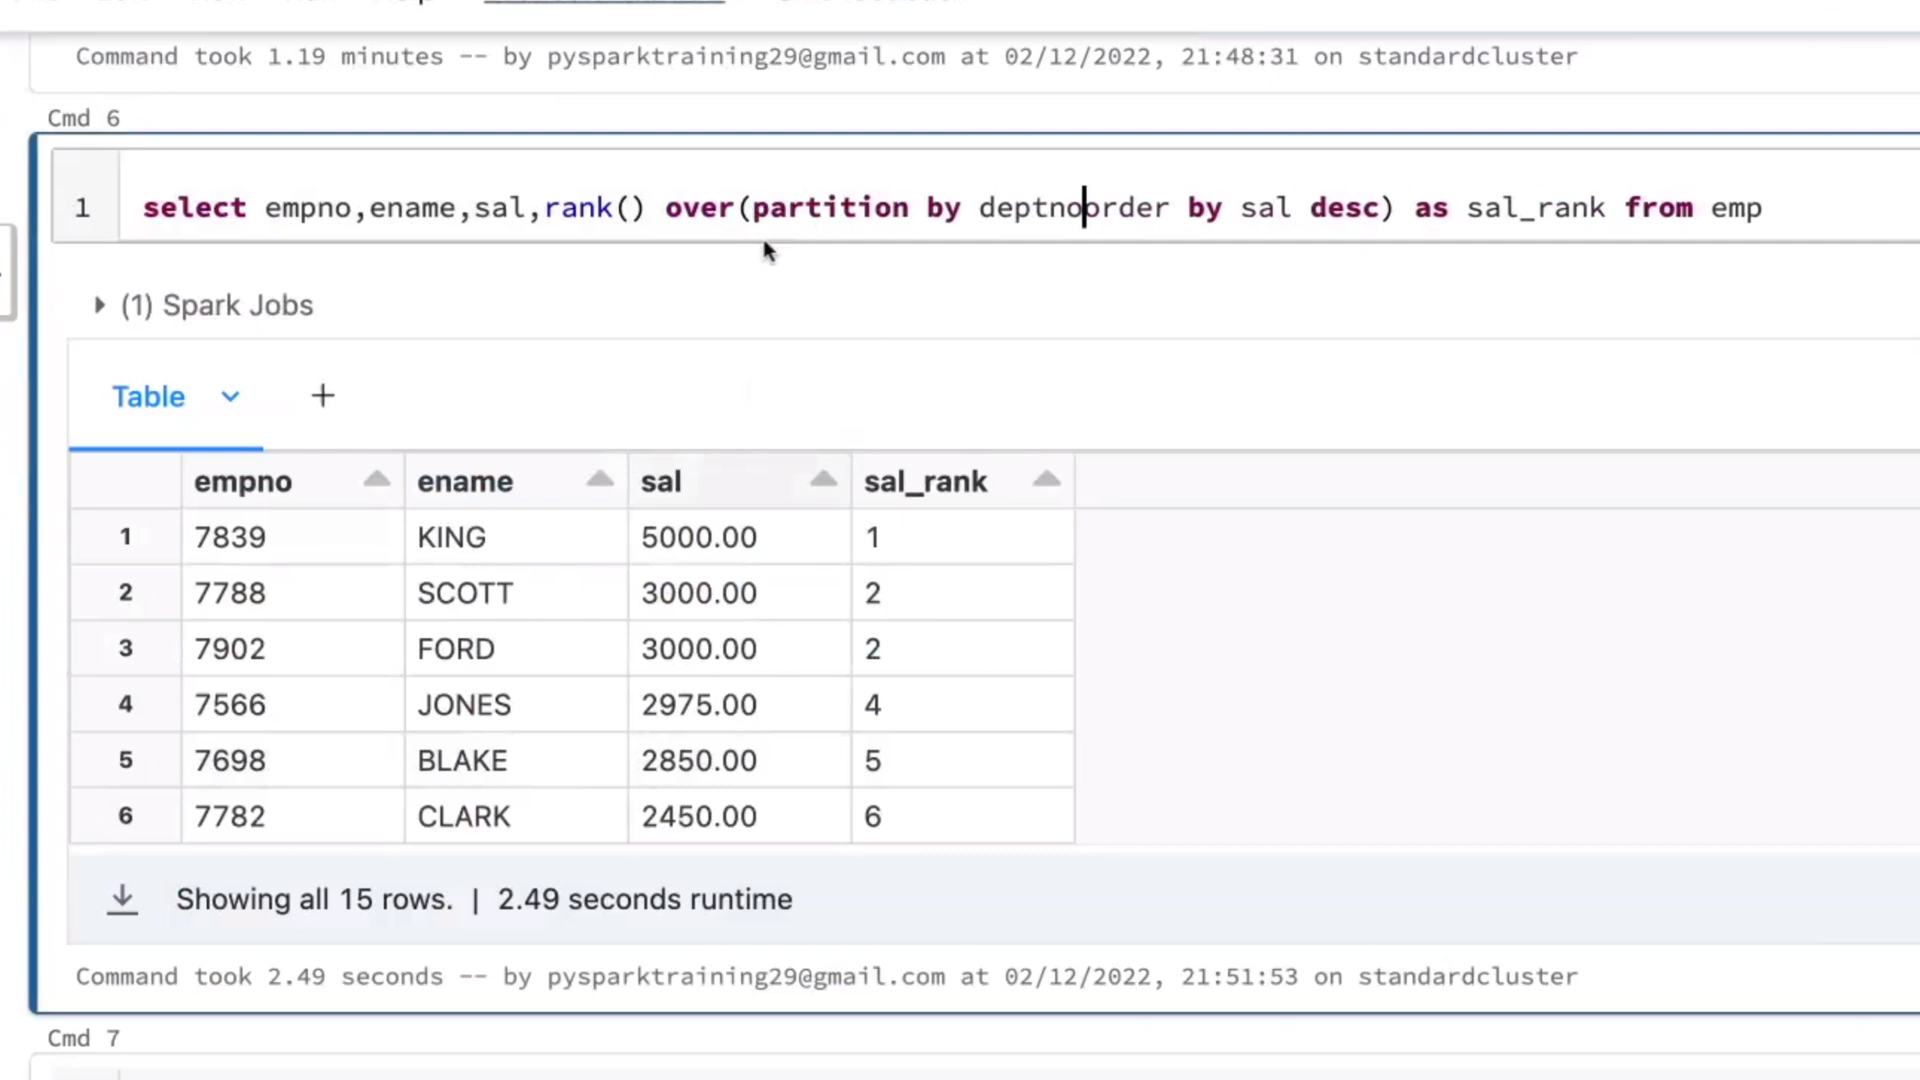 Command took 1.19 minutes -- by pysparktraining29@gmail.com at 02/12/2022, 21:48:31 on standardcluster
Cmd 6
1 select empno,ename,sal,rank() over(partition by deptnoorder by sal desc) as sal_rank from emp
(1) Spark Jobs
Table +
empno ename sal sal_rank
1 7839 KING 5000.00 1
2 7788 SCOTT 3000.00 2
3 7902 FORD 3000.00 2
4 7566 JONES 2975.00 4
5 7698 BLAKE 2850.00 5
6 7782 CLARK 2450.00 6
Showing all 15 rows. | 2.49 seconds runtime
Command took 2.49 seconds -- by pysparktraining29@gmail.com at 02/12/2022, 21:51:53 on standardcluster
Cmd 7